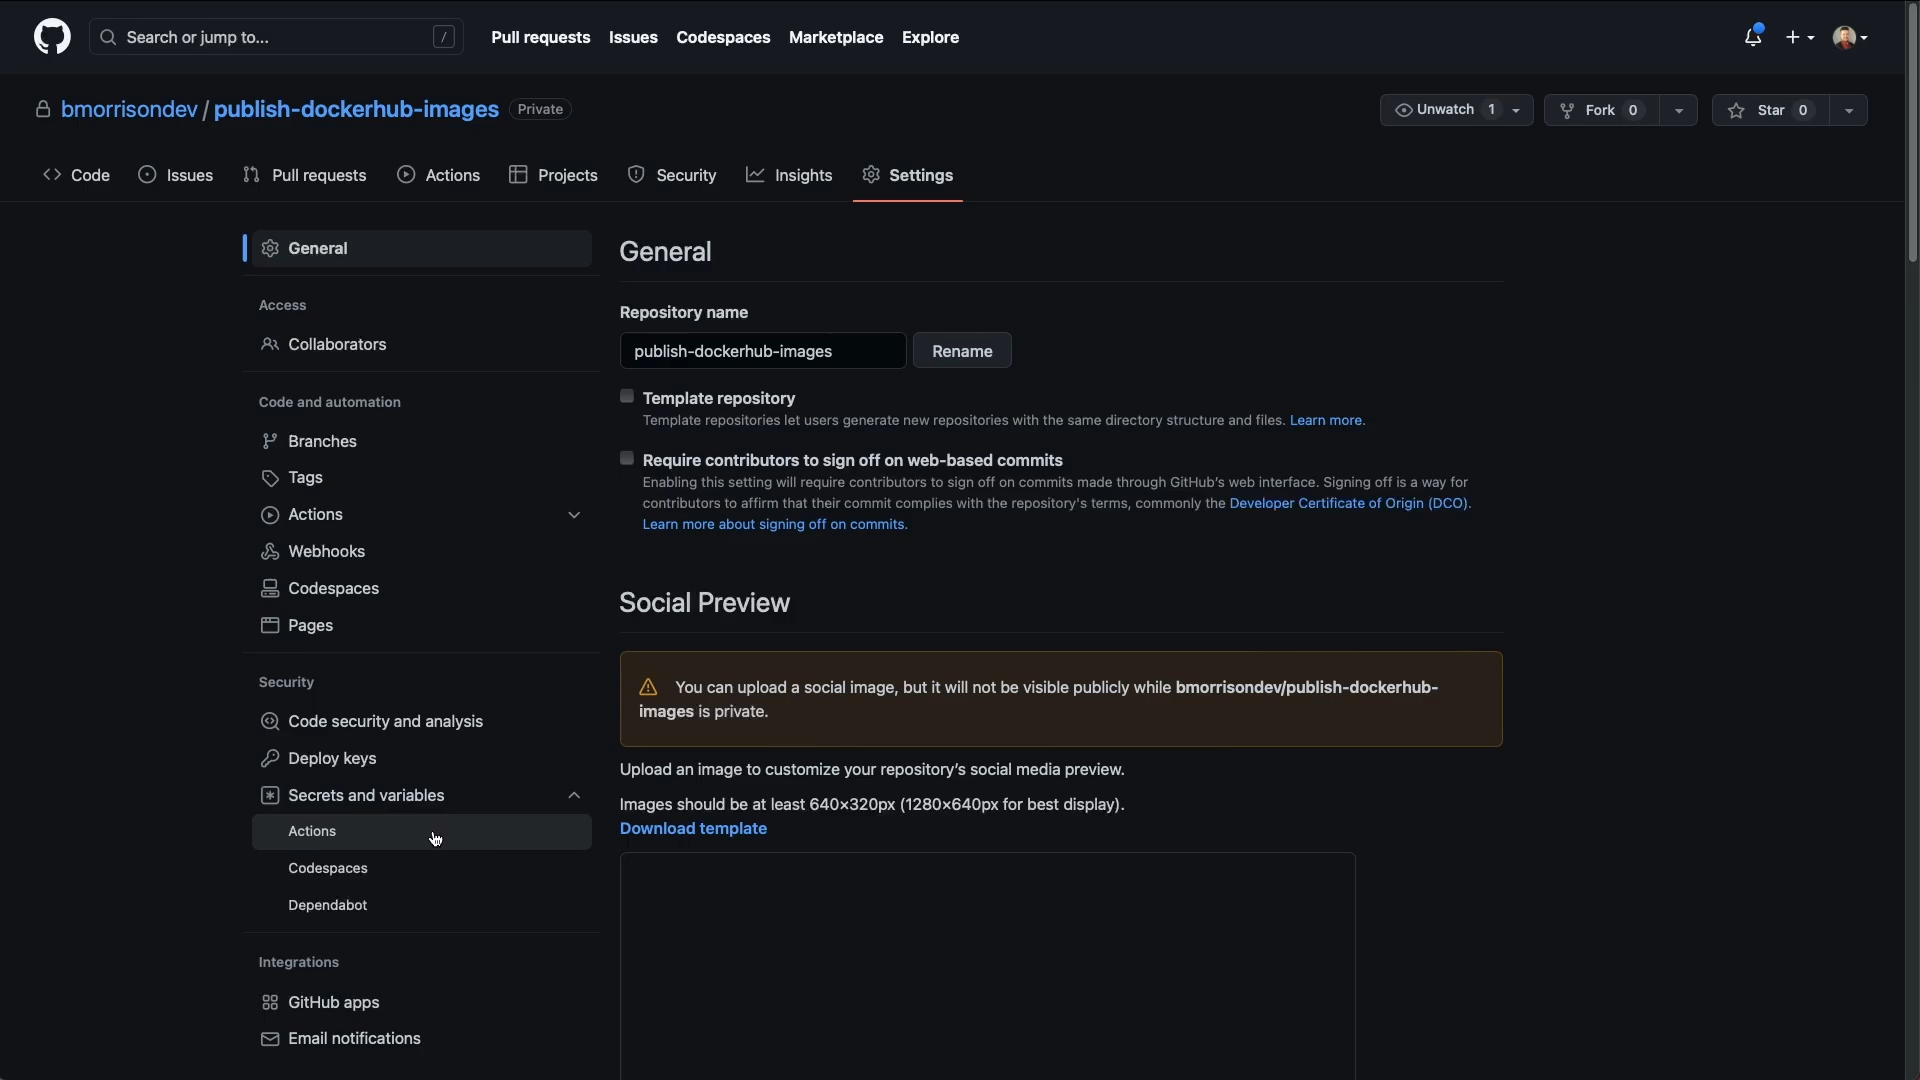 Search or jump to...
/
Pull requests
Issues
Codespaces
Marketplace
Explore
bmorrisondev / publish-dockerhub-images
Private
Unwatch 1
Fork 0
Star 0
Code
Issues
Pull requests
Actions
Projects
Security
Insights
Settings
General
Access
Collaborators
Code and automation
Branches
Tags
Actions
Webhooks
Codespaces
Pages
Security
Code security and analysis
Deploy keys
Secrets and variables
Actions
Codespaces
Dependabot
Integrations
GitHub apps
Email notifications
General
Repository name
publish-dockerhub-images
Rename
Template repository
Template repositories let users generate new repositories with the same directory structure and files. Learn more.
Require contributors to sign off on web-based commits
Enabling this setting will require contributors to sign off on commits made through GitHub's web interface. Signing off is a way for
contributors to affirm that their commit complies with the repository's terms, commonly the Developer Certificate of Origin (DCO).
Learn more about signing off on commits.
Social Preview
You can upload a social image, but it will not be visible publicly while bmorrisondev/publish-dockerhub-
images is private.
Upload an image to customize your repository's social media preview.
Images should be at least 640×320px (1280×640px for best display).
Download template